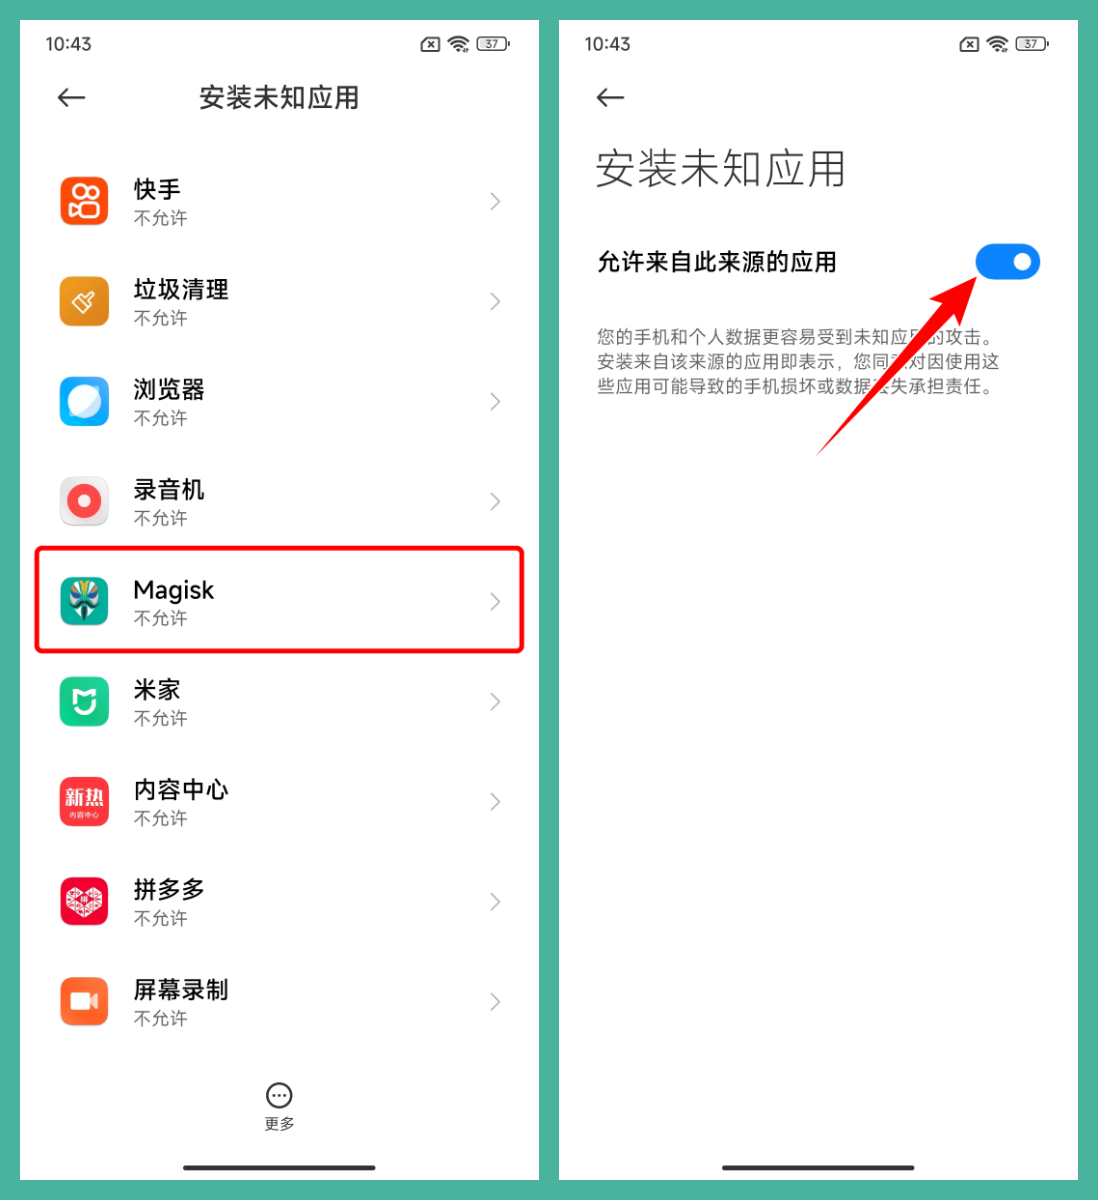 10:43
37
安装未知应用
快手
不允许
垃圾清理
不允许
浏览器
不允许
录音机
不允许
Magisk
不允许
米家
不允许
新热
内容中心
内容中心
不允许
拼
拼多多
不允许
屏幕录制
不允许
更多
10:43
37
安装未知应用
允许来自此来源的应用
您的手机和个人数据更容易受到未知应用的攻击。
安装来自该来源的应用即表示，您同意对因使用这
些应用可能导致的手机损坏或数据丢失承担责任。